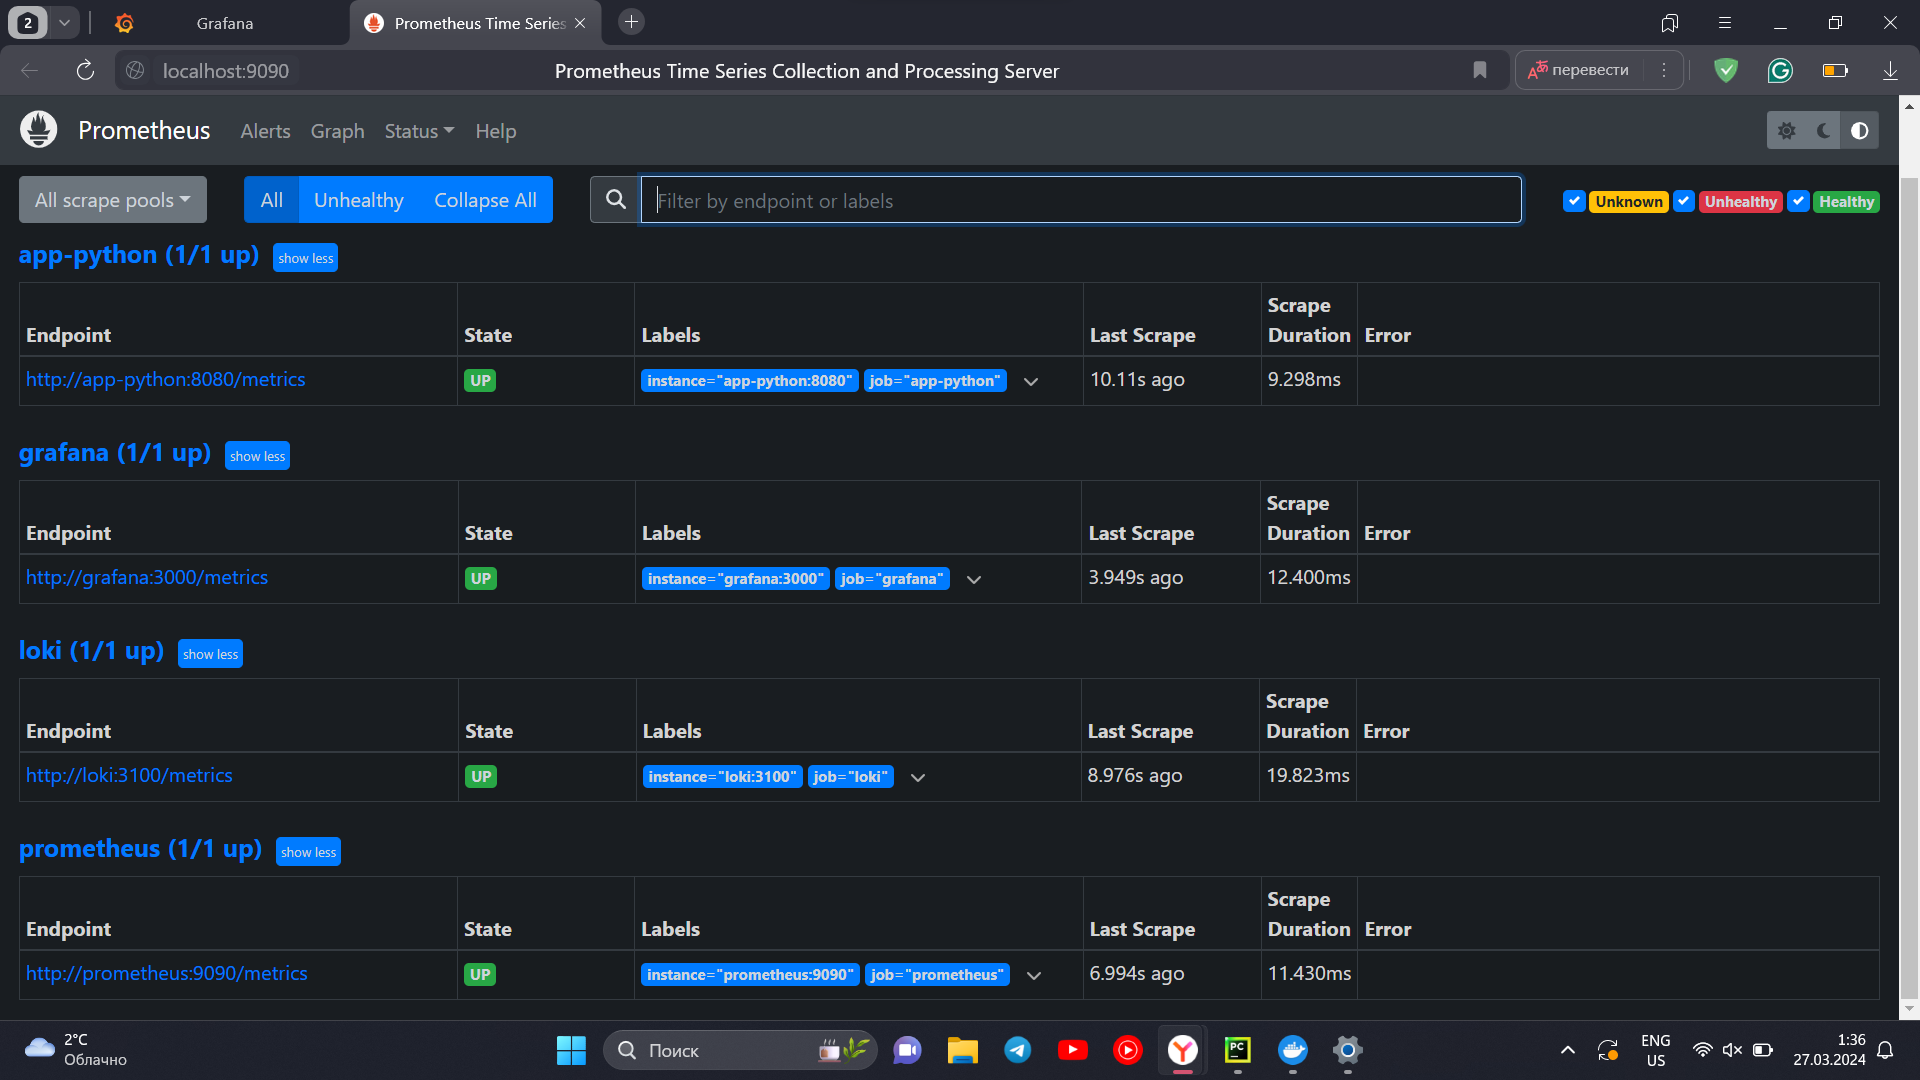 2
Grafana
Prometheus Time Series
localhost:9090
Prometheus Time Series Collection and Processing Server
перевести
Prometheus
Alerts
Graph
Status
Help
All scrape pools
All
Unhealthy
Collapse All
Filter by endpoint or labels
Unknown
Unhealthy
Healthy
app-python (1/1 up) show less
Endpoint State Labels Last Scrape Scrape Duration Error
http://app-python:8080/metrics UP instance="app-python:8080" job="app-python" 10.11s ago 9.298ms
grafana (1/1 up) show less
Endpoint State Labels Last Scrape Scrape Duration Error
http://grafana:3000/metrics UP instance="grafana:3000" job="grafana" 3.949s ago 12.400ms
loki (1/1 up) show less
Endpoint State Labels Last Scrape Scrape Duration Error
http://loki:3100/metrics UP instance="loki:3100" job="loki" 8.976s ago 19.823ms
prometheus (1/1 up) show less
Endpoint State Labels Last Scrape Scrape Duration Error
http://prometheus:9090/metrics UP instance="prometheus:9090" job="prometheus" 6.994s ago 11.430ms
2°C
Облачно
Поиск
PC
ENG
US
1:36
27.03.2024